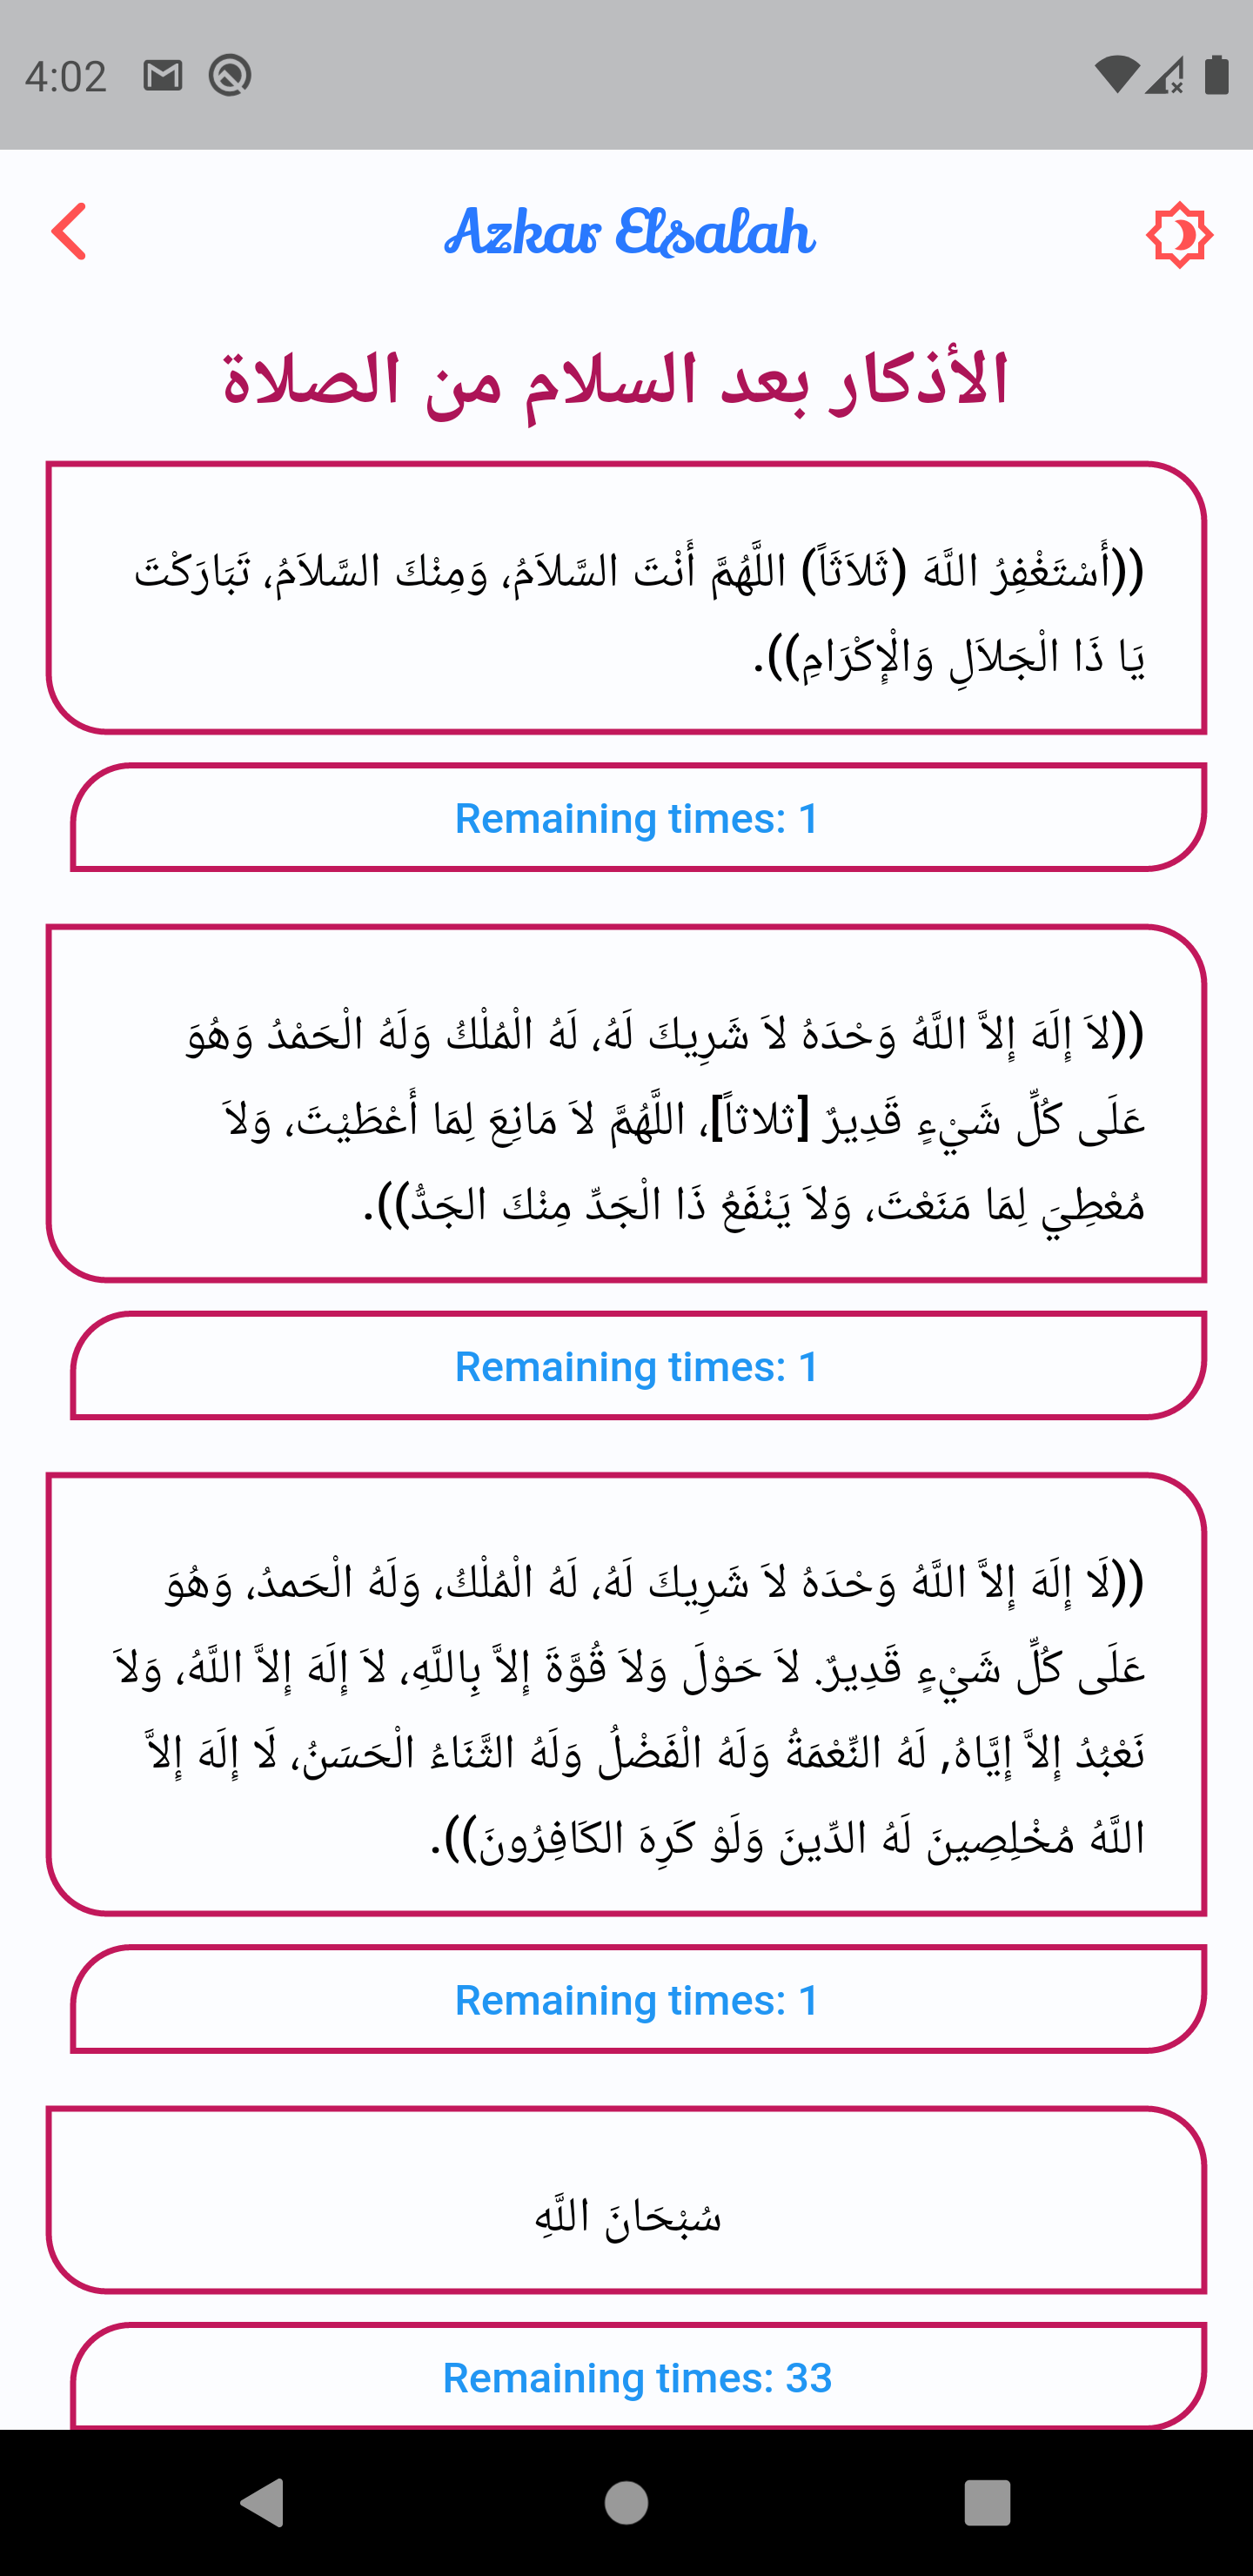 4:02
Azkar Elsalah
الأذكار بعد السلام من الصلاة
((أَسْتَغْفِرُ اللَّهَ (ثَلاَثَاً) اللَّهُمَّ أَنْتَ السَّلاَمُ، وَمِنْكَ السَّلاَمُ، تَبَارَكْتَ
يَا ذَا الْجَلاَلِ وَالْإِكْرَامِ)).
Remaining times: 1
((لاَ إِلَهَ إِلاَّ اللَّهُ وَحْدَهُ لاَ شَرِيكَ لَهُ، لَهُ الْمُلْكُ وَلَهُ الْحَمْدُ وَهُوَ
عَلَى كُلِّ شَيْءٍ قَدِيرٌ [ثلاثاً]، اللَّهُمَّ لاَ مَانِعَ لِمَا أَعْطَيْتَ، وَلاَ
مُعْطِيَ لِمَا مَنَعْتَ، وَلاَ يَنْفَعُ ذَا الْجَدِّ مِنْكَ الجَدُّ)).
Remaining times: 1
((لَا إِلَهَ إِلاَّ اللَّهُ وَحْدَهُ لاَ شَرِيكَ لَهُ، لَهُ الْمُلْكُ، وَلَهُ الْحَمدُ، وَهُوَ
عَلَى كُلِّ شَيْءٍ قَدِيرٌ. لاَ حَوْلَ وَلاَ قُوَّةَ إِلاَّ بِاللَّهِ، لاَ إِلَهَ إِلاَّ اللَّهُ، وَلاَ
نَعْبُدُ إِلاَّ إِيَّاهُ, لَهُ النِّعْمَةُ وَلَهُ الْفَضْلُ وَلَهُ الثَّنَاءُ الْحَسَنُ، لَا إِلَهَ إِلاَّ
اللَّهُ مُخْلِصِينَ لَهُ الدِّينَ وَلَوْ كَرِهَ الكَافِرُونَ)).
Remaining times: 1
سُبْحَانَ اللَّهِ
Remaining times: 33